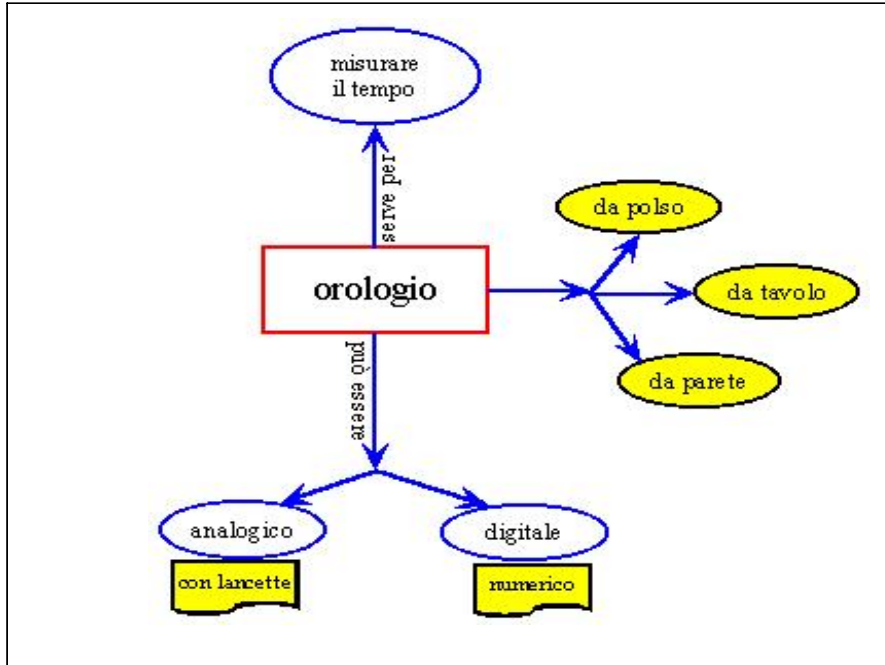 misurare
il tempo
serve per
da polso
orologio
da tavolo
da parete
può essere
analogico
digitale
con lancette
numerico